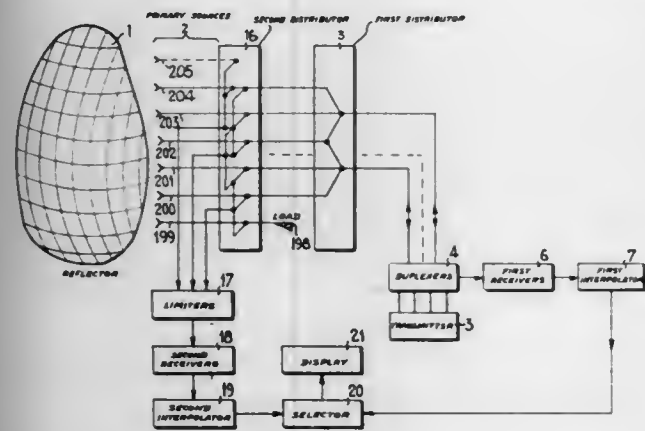 PRIMARY SOURCES
SECOND DISTRIBUTOR
FIRST DISTRIBUTOR
1
2
16
3
205
204
203
202
201
200
199
LOAD
198
REFLECTOR
17
LIMITERS
4
DUPLEXERS
6
FIRST RECEIVERS
7
FIRST INTERPOLATOR
TRANSMITTER
3
18
SECOND RECEIVERS
21
DISPLAY
19
SECOND INTERPOLATOR
20
SELECTOR